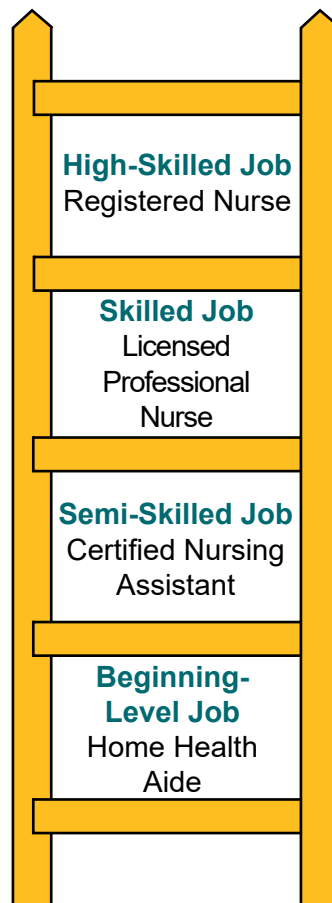 High-Skilled Job
Registered Nurse
Skilled Job
Licensed
Professional
Nurse
Semi-Skilled Job
Certified Nursing
Assistant
Beginning-
Level Job
Home Health
Aide